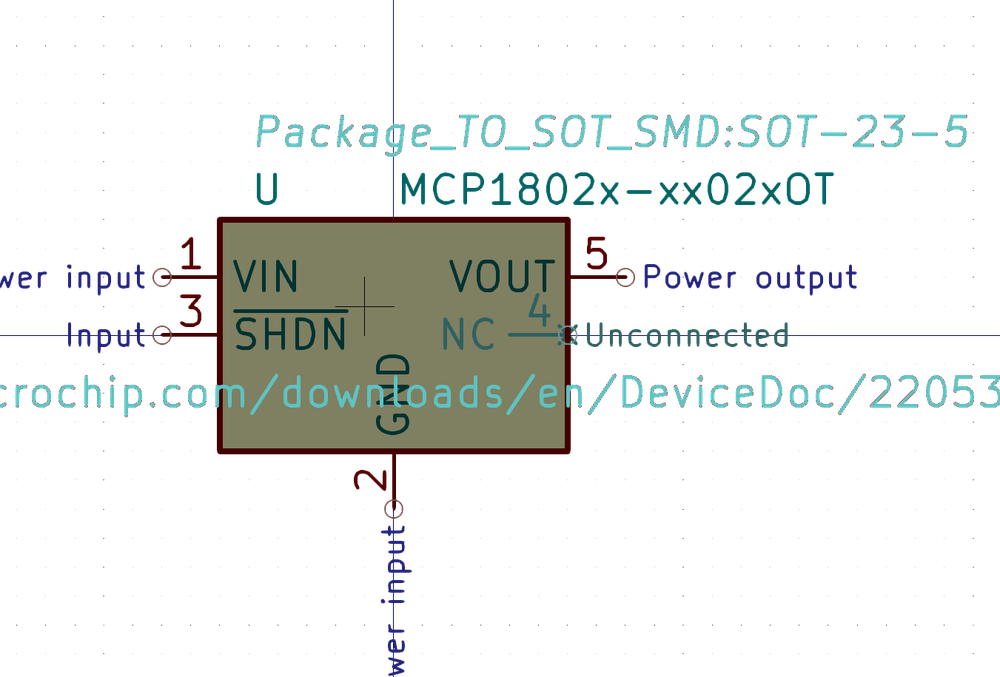 Package_TO_SOT_SMD:SOT-23-5
U MCP1802x-xx02xOT
wer input 1 VIN VOUT 5 Power output
Input 3 SHDN NC 4 Unconnected
crochip.com/downloads/en/DeviceDoc/22053
GND
2
wer input